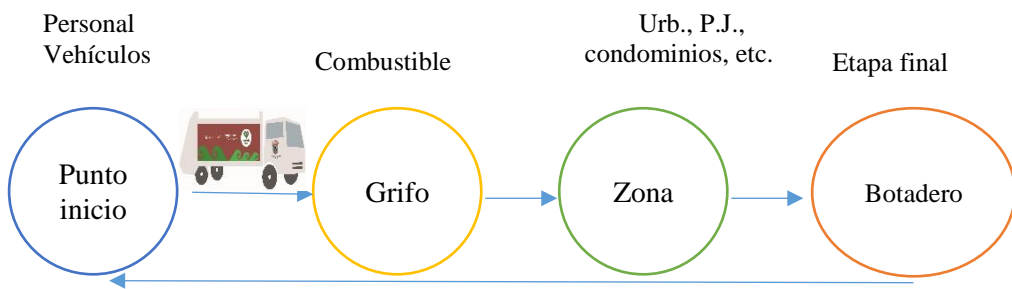 Personal
Vehículos
Combustible
Urb., P.J.,
condominios, etc.
Etapa final
Punto
inicio
Grifo
Zona
Botadero